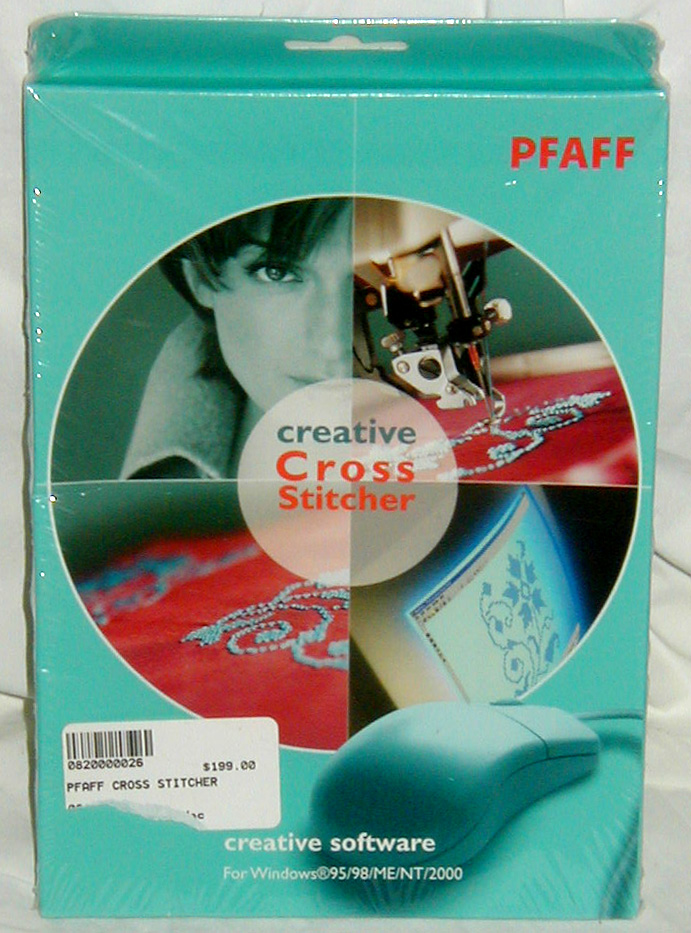 PFAFF
creative
Cross
Stitcher
0820000026 $199.00
PFAFF CROSS STITCHER
creative software
For Windows®95/98/ME/NT/2000